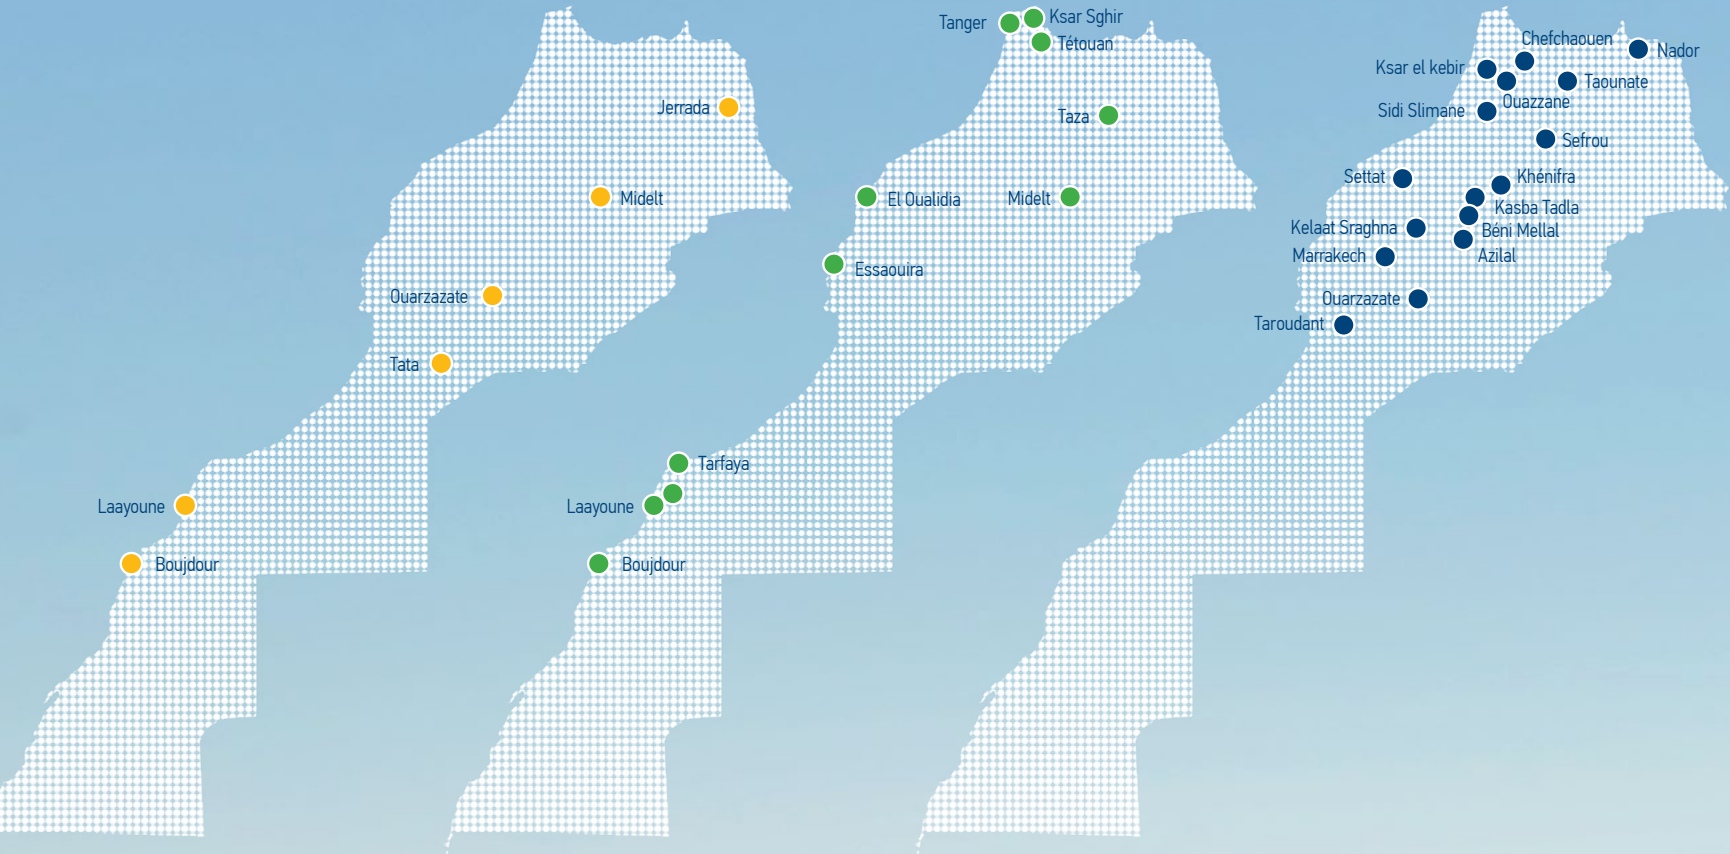 Jerrada
Midelt
Ouarzazate
Tata
Laayoune
Boujdour
Tanger
Ksar Sghir
Tétouan
Taza
El Oualidia
Midelt
Essaouira
Tarfaya
Laayoune
Boujdour
Chefchaouen
Nador
Ksar el kebir
Taounate
Ouazzane
Sidi Slimane
Sefrou
Settat
Khénifra
Kasba Tadla
Kelaat Sraghna
Béni Mellal
Marrakech
Azilal
Ouarzazate
Taroudant